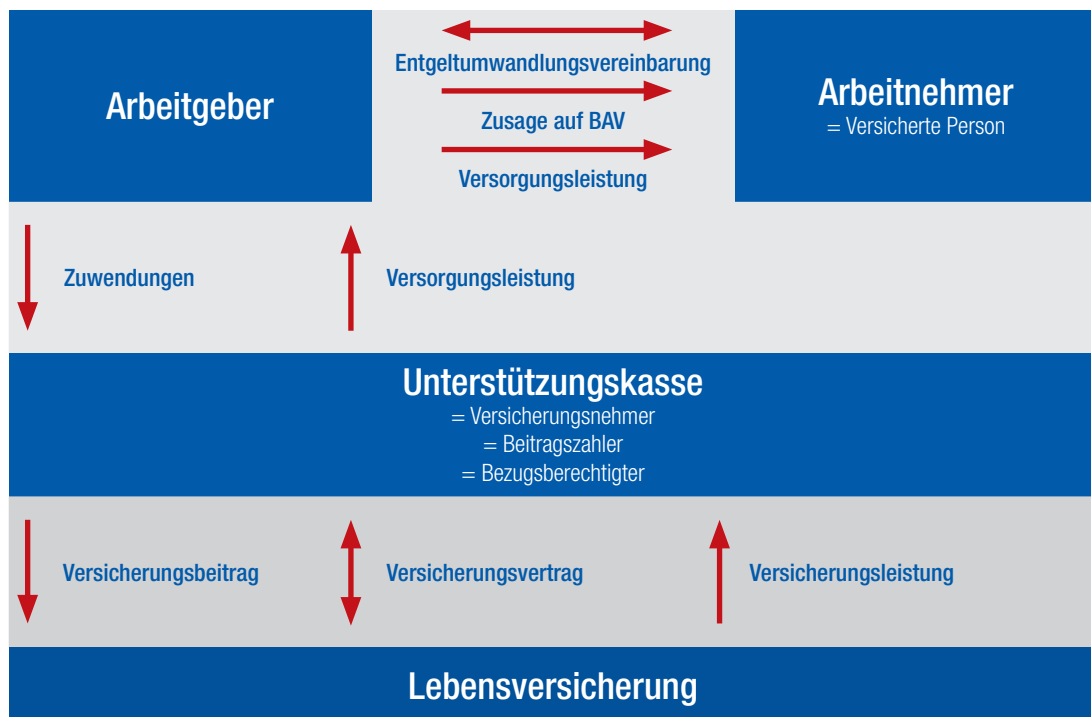 Arbeitgeber
Entgeltumwandlungsvereinbarung
Zusage auf BAV
Versorgungsleistung
Arbeitnehmer
= Versicherte Person
Zuwendungen
Versorgungsleistung
Unterstützungskasse
= Versicherungsnehmer
= Beitragszahler
= Bezugsberechtigter
Versicherungsbeitrag
Versicherungsvertrag
Versicherungsleistung
Lebensversicherung